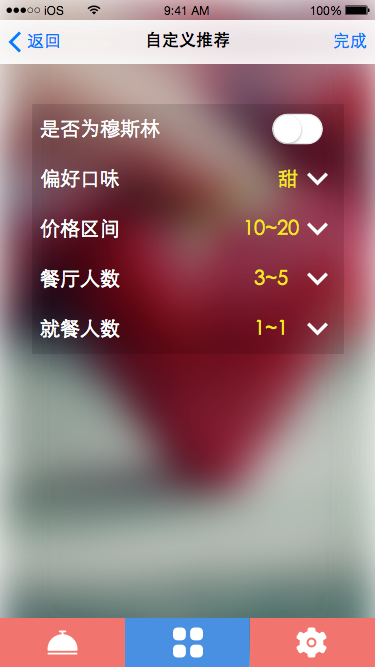 iOS 9:41 AM 100%
返回 自定义推荐 完成
是否为穆斯林
偏好口味 甜
价格区间 10~20
餐厅人数 3~5
就餐人数 1~1